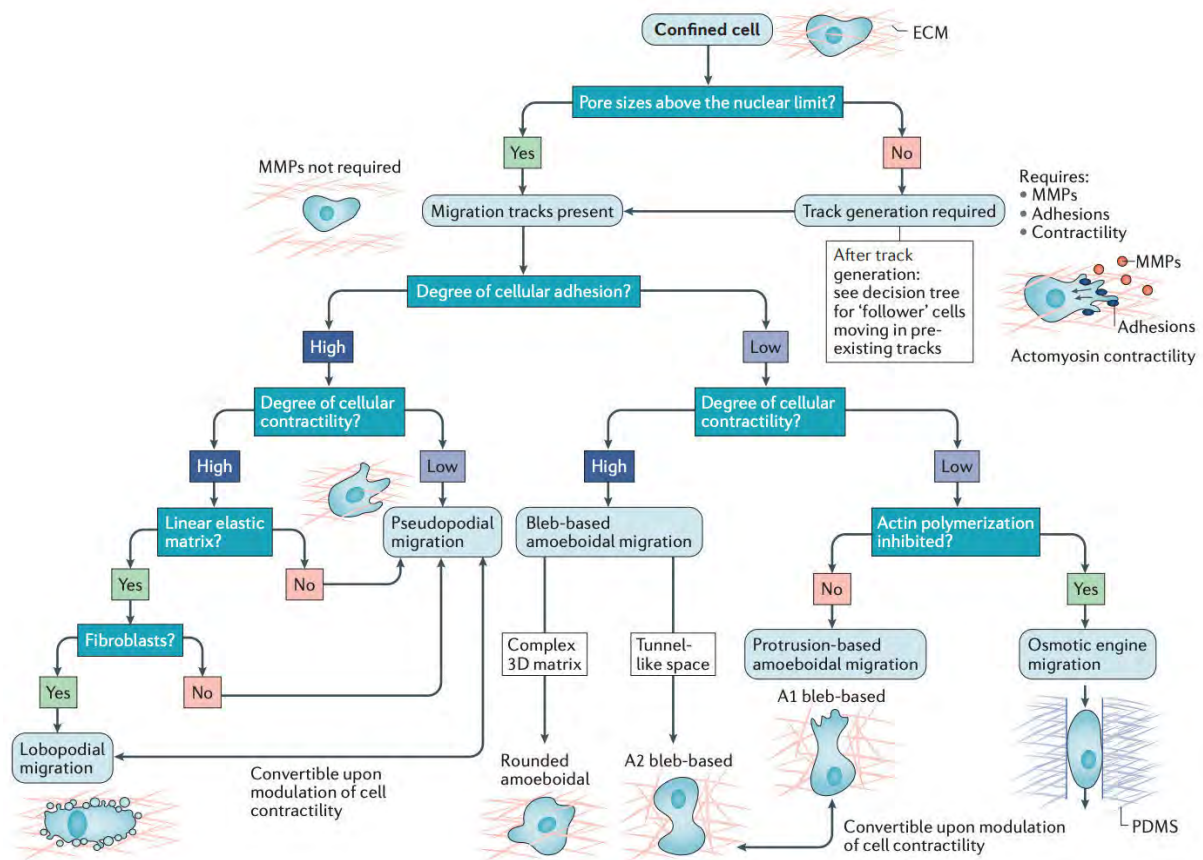 Confined cell
ECM
Pore sizes above the nuclear limit?
Yes
No
MMPs not required
Requires:
• MMPs
• Adhesions
• Contractility
Migration tracks present
Track generation required
After track
generation:
see decision tree
for ‘follower’ cells
moving in pre-
existing tracks
MMPs
Adhesions
Actomyosin contractility
Degree of cellular adhesion?
High
Low
Degree of cellular
contractility?
Degree of cellular
contractility?
High
Low
High
Low
Linear elastic
matrix?
Pseudopodial
migration
Bleb-based
amoeboidal migration
Actin polymerization
inhibited?
Yes
No
No
Yes
Fibroblasts?
Complex
3D matrix
Tunnel-
like space
Protrusion-based
amoeboidal migration
Osmotic engine
migration
Yes
No
A1 bleb-based
Lobopodial
migration
Convertible upon
modulation of cell
contractility
Rounded
amoeboidal
A2 bleb-based
Convertible upon modulation
of cell contractility
PDMS